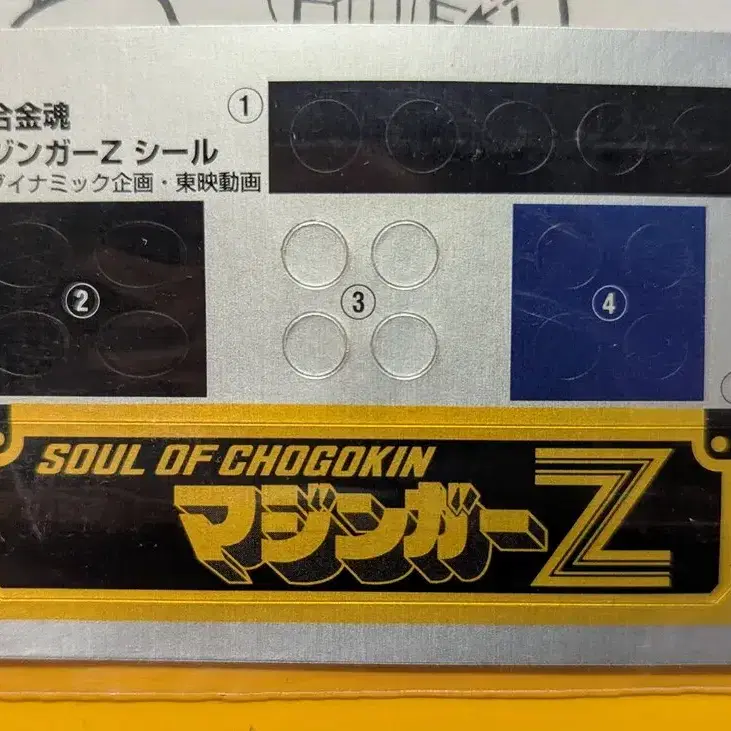 合金魂
ジンガーZ シール
ダイナミック企画・東映動画
①
②
③
④
SOUL OF CHOGOKIN
マジンガーZ